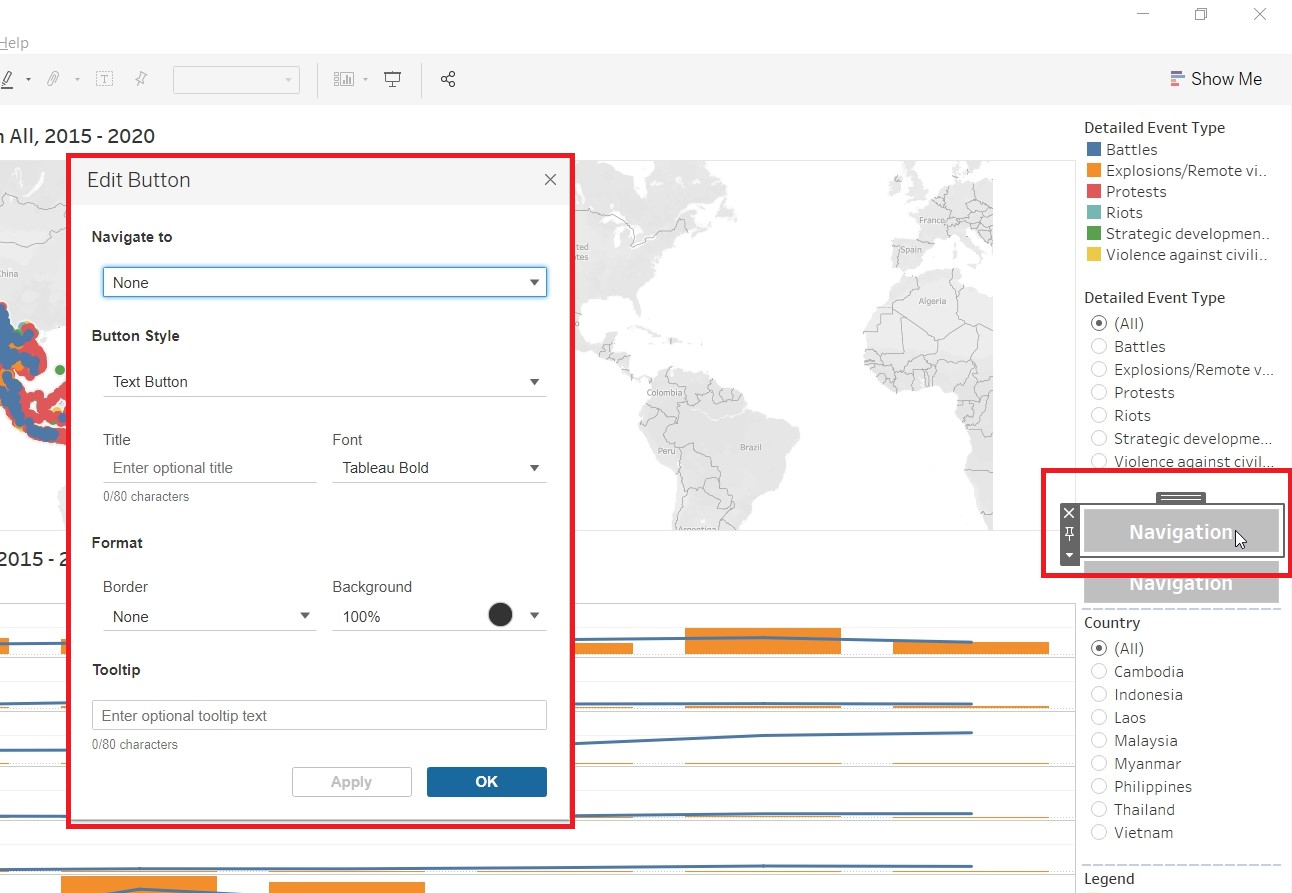 Help
T
Show Me
n All, 2015 - 2020
Detailed Event Type
Battles
Explosions/Remote vi..
Protests
Riots
Strategic developmen..
Violence against civili..
Edit Button
Navigate to
None
Button Style
Text Button
Title
Font
Enter optional title
Tableau Bold
0/80 characters
Format
Border
Background
None
100%
Tooltip
Enter optional tooltip text
0/80 characters
Apply
OK
China
France
Spain
Algeria
Colombia
Peru
Brazil
Argentina
Detailed Event Type
(All)
Battles
Explosions/Remote v...
Protests
Riots
Strategic developme...
Violence against civil...
Navigation
Navigation
2015 - 2
Country
(All)
Cambodia
Indonesia
Laos
Malaysia
Myanmar
Philippines
Thailand
Vietnam
Legend